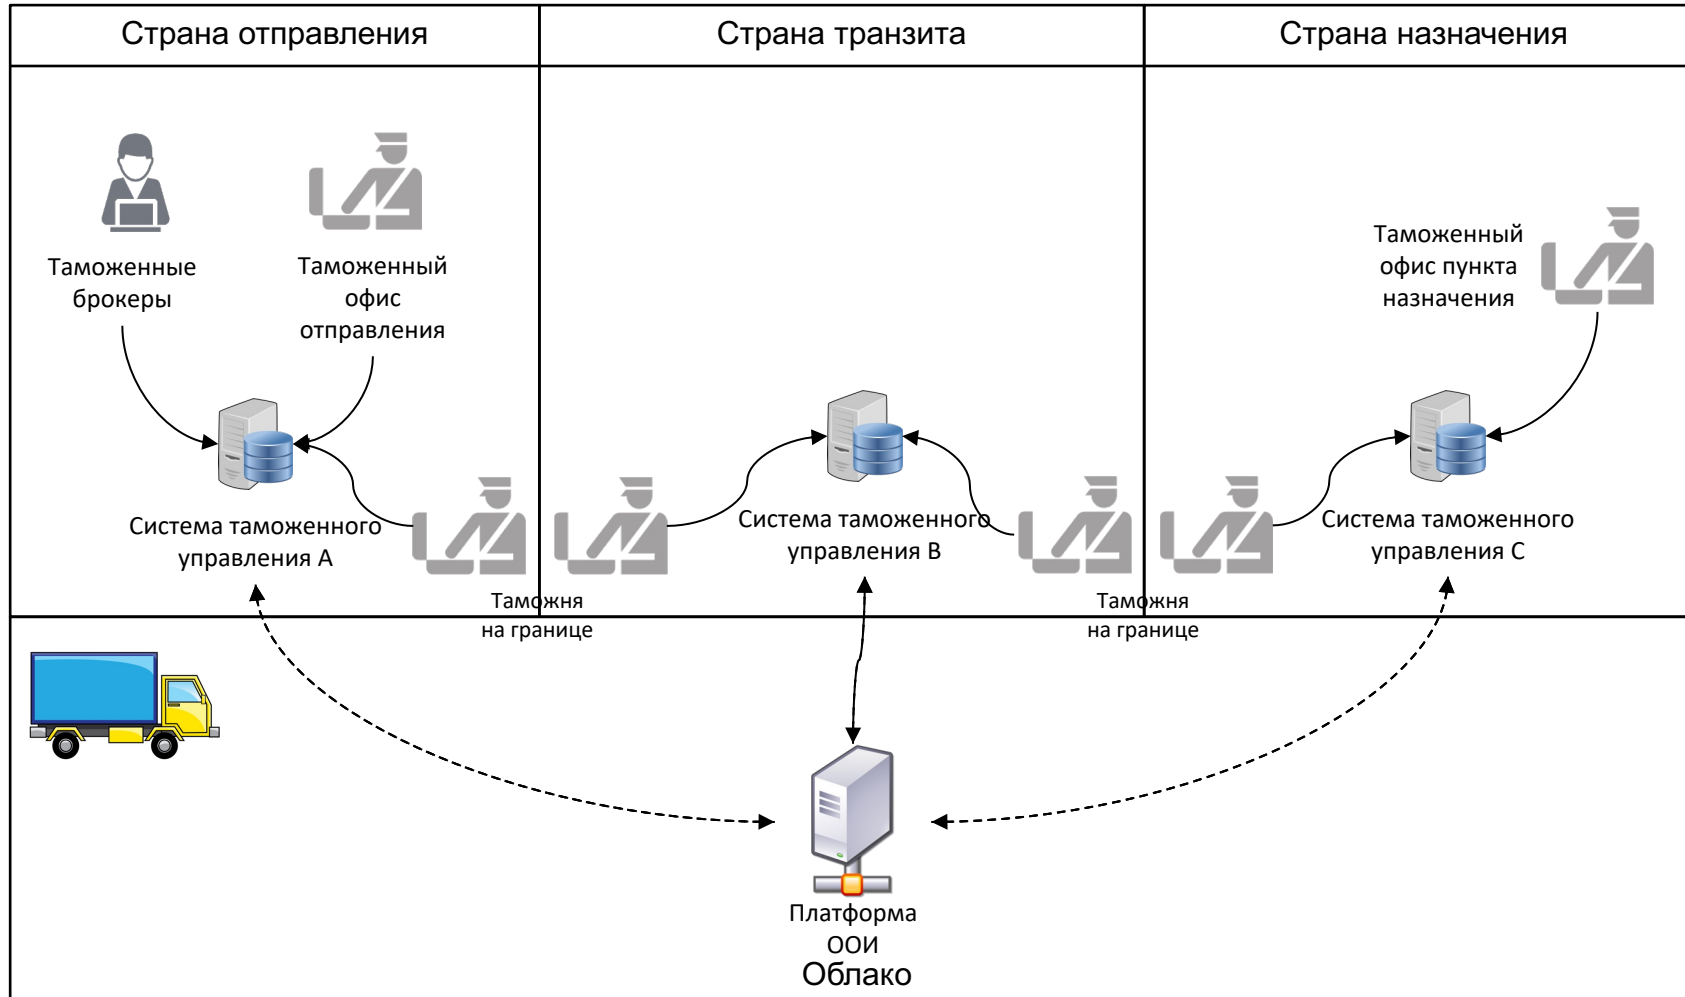 Страна отправления
Страна транзита
Страна назначения
Таможенные
брокеры
Таможенный
офис
отправления
Таможенный
офис пункта
назначения
Система таможенного
управления A
Система таможенного
управления B
Система таможенного
управления C
Таможня
на границе
Таможня
на границе
Платформа
ООИ
Облако